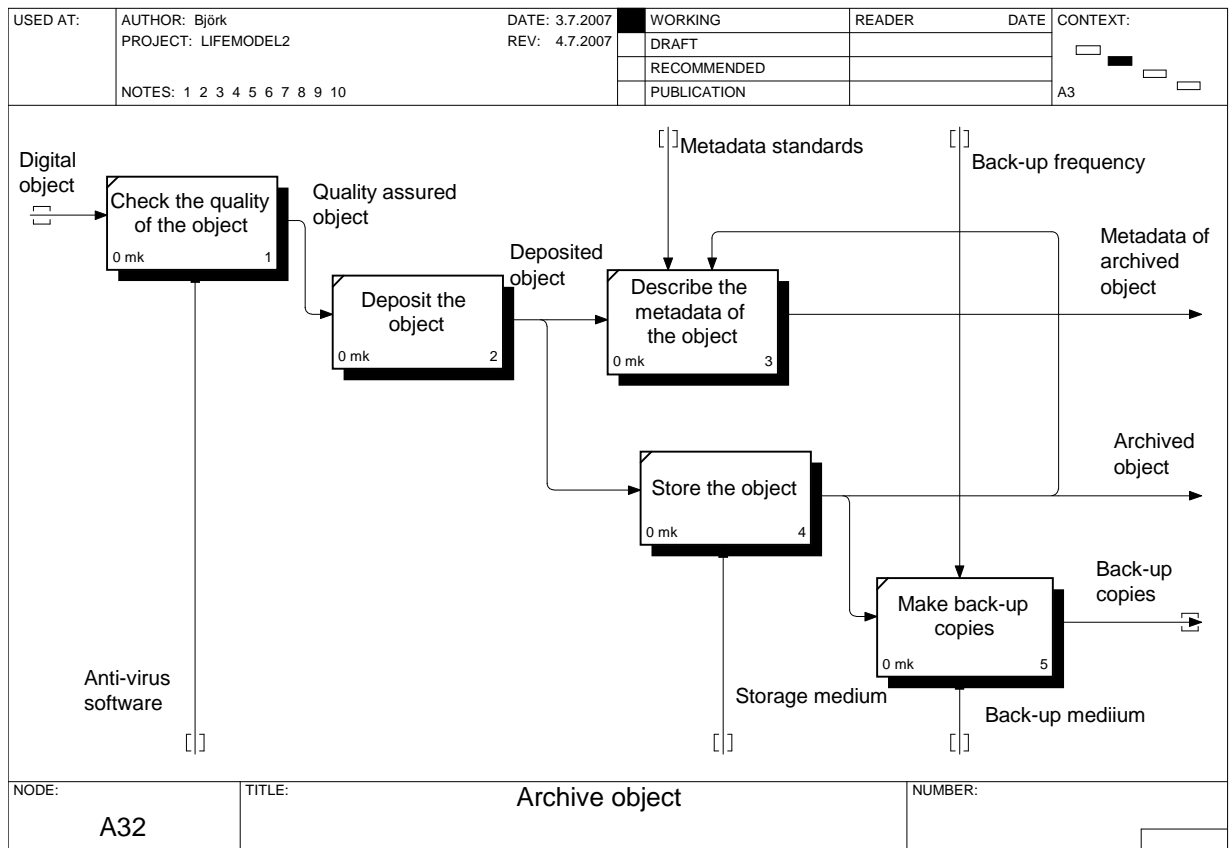 USED AT:
AUTHOR: Björk
DATE: 3.7.2007
WORKING
READER
DATE
CONTEXT:
PROJECT: LIFEMODEL2
REV: 4.7.2007
DRAFT
RECOMMENDED
NOTES: 1 2 3 4 5 6 7 8 9 10
PUBLICATION
A3
Metadata standards
Back-up frequency
Digital
object
Check the quality
of the object
0 mk
1
Quality assured
object
Deposit the
object
0 mk
2
Deposited
object
Describe the
metadata of
the object
0 mk
3
Metadata of
archived
object
Store the object
0 mk
4
Archived
object
Make back-up
copies
0 mk
5
Back-up
copies
Anti-virus
software
Storage medium
Back-up mediium
NODE:
A32
TITLE:
Archive object
NUMBER: